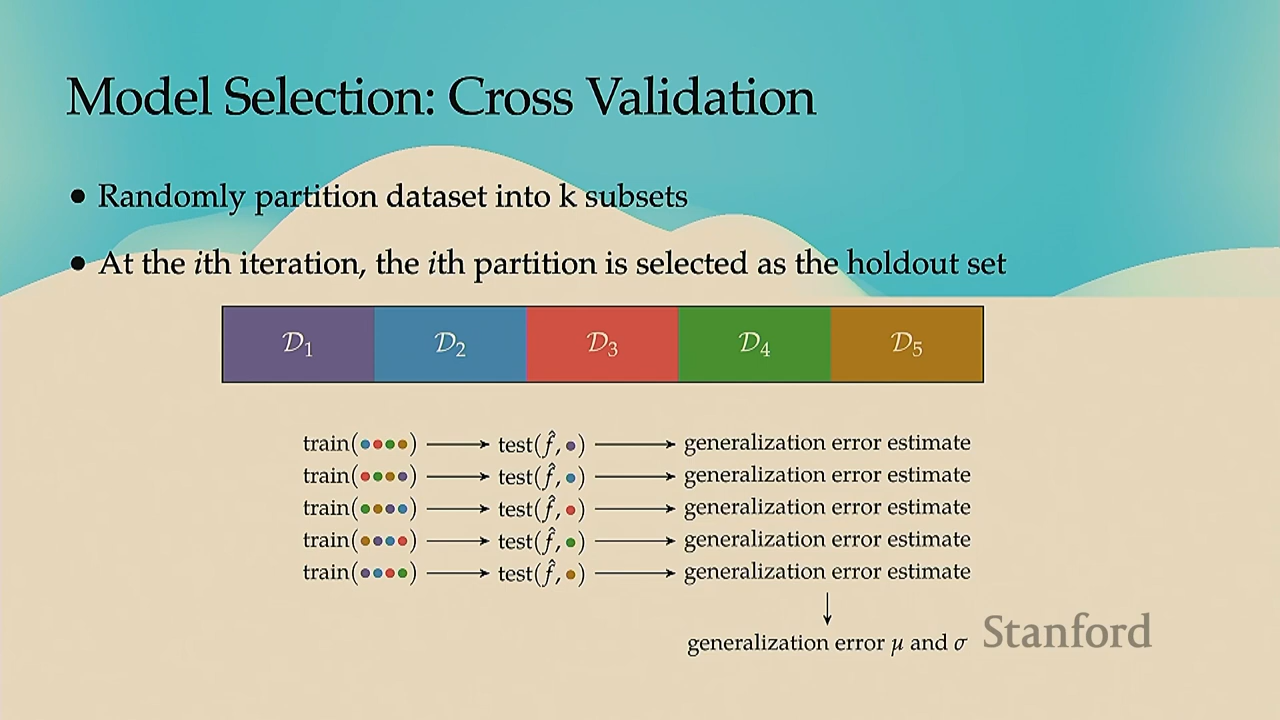 Model Selection: Cross Validation
• Randomly partition dataset into k subsets
• At the ith iteration, the ith partition is selected as the holdout set
𝒟₁ 𝒟₂ 𝒟₃ 𝒟₄ 𝒟₅
train(••••) ⟶ test(f̂, •) ⟶ generalization error estimate
train(••••) ⟶ test(f̂, •) ⟶ generalization error estimate
train(••••) ⟶ test(f̂, •) ⟶ generalization error estimate
train(••••) ⟶ test(f̂, •) ⟶ generalization error estimate
train(••••) ⟶ test(f̂, •) ⟶ generalization error estimate
↓
generalization error μ and σ
Stanford